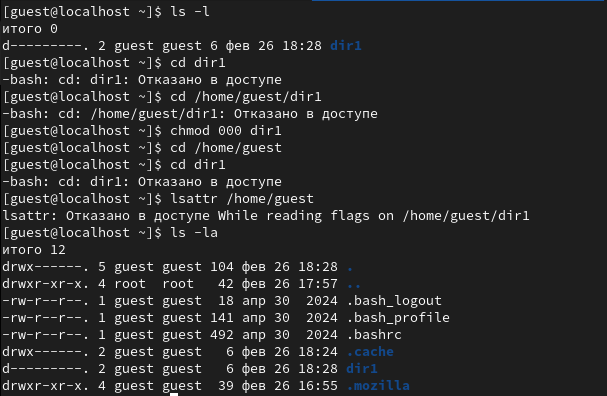 [guest@localhost ~]$ ls -l
итого 0
d---------. 2 guest guest 6 фев 26 18:28 dir1
[guest@localhost ~]$ cd dir1
-bash: cd: dir1: Отказано в доступе
[guest@localhost ~]$ cd /home/guest/dir1
-bash: cd: /home/guest/dir1: Отказано в доступе
[guest@localhost ~]$ chmod 000 dir1
[guest@localhost ~]$ cd /home/guest
[guest@localhost ~]$ cd dir1
-bash: cd: dir1: Отказано в доступе
[guest@localhost ~]$ lsattr /home/guest
lsattr: Отказано в доступе While reading flags on /home/guest/dir1
[guest@localhost ~]$ ls -la
итого 12
drwx------. 5 guest guest 104 фев 26 18:28 .
drwxr-xr-x. 4 root  root   42 фев 26 17:57 ..
-rw-r--r--. 1 guest guest  18 апр 30  2024 .bash_logout
-rw-r--r--. 1 guest guest 141 апр 30  2024 .bash_profile
-rw-r--r--. 1 guest guest 492 апр 30  2024 .bashrc
drwx------. 2 guest guest   6 фев 26 18:24 .cache
d---------. 2 guest guest   6 фев 26 18:28 dir1
drwxr-xr-x. 4 guest guest  39 фев 26 16:55 .mozilla